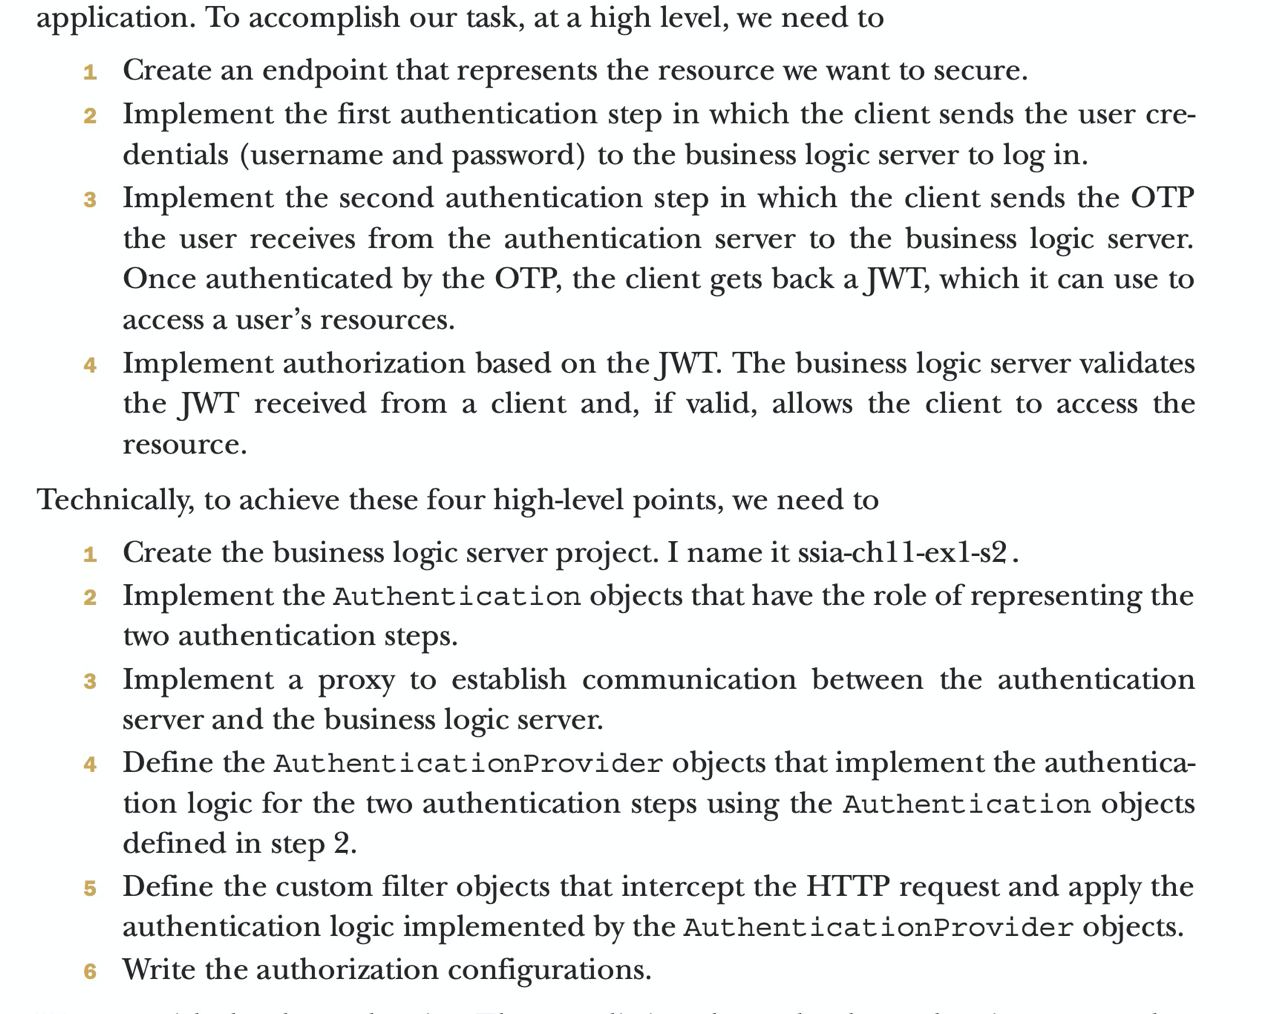 application. To accomplish our task, at a high level, we need to
1 Create an endpoint that represents the resource we want to secure.
2 Implement the first authentication step in which the client sends the user cre-
dentials (username and password) to the business logic server to log in.
3 Implement the second authentication step in which the client sends the OTP
the user receives from the authentication server to the business logic server.
Once authenticated by the OTP, the client gets back a JWT, which it can use to
access a user’s resources.
4 Implement authorization based on the JWT. The business logic server validates
the JWT received from a client and, if valid, allows the client to access the
resource.
Technically, to achieve these four high-level points, we need to
1 Create the business logic server project. I name it ssia-ch11-ex1-s2.
2 Implement the Authentication objects that have the role of representing the
two authentication steps.
3 Implement a proxy to establish communication between the authentication
server and the business logic server.
4 Define the AuthenticationProvider objects that implement the authentica-
tion logic for the two authentication steps using the Authentication objects
defined in step 2.
5 Define the custom filter objects that intercept the HTTP request and apply the
authentication logic implemented by the AuthenticationProvider objects.
6 Write the authorization configurations.